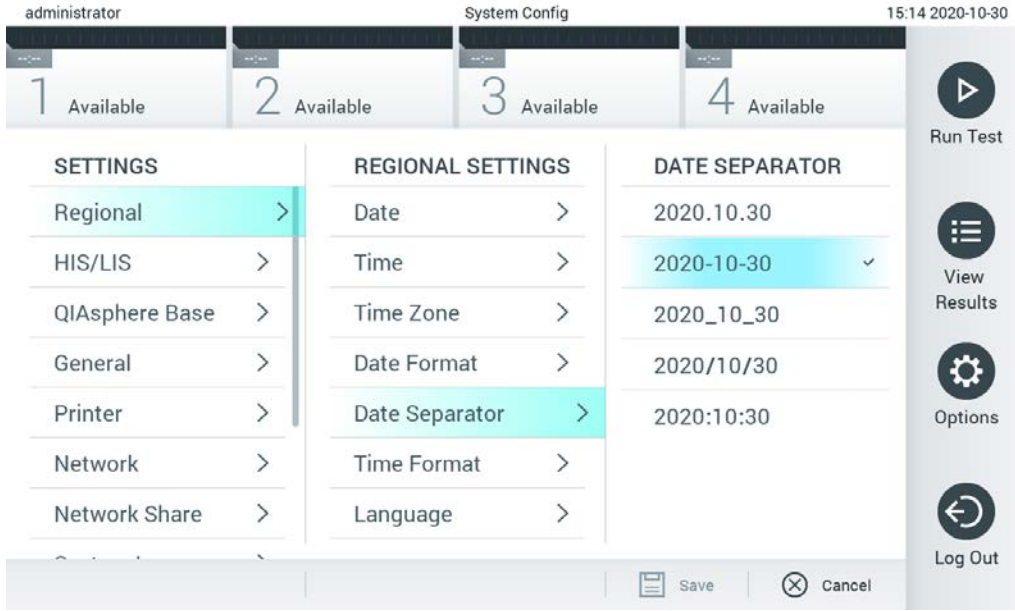 administrator
System Config
15:14 2020-10-30
--:--
--:--
--:--
--:--
1 Available
2 Available
3 Available
4 Available
Run Test
View
Results
Options
Log Out
SETTINGS
Regional
HIS/LIS
QIAsphere Base
General
Printer
Network
Network Share
REGIONAL SETTINGS
Date
Time
Time Zone
Date Format
Date Separator
Time Format
Language
DATE SEPARATOR
2020.10.30
2020-10-30
2020_10_30
2020/10/30
2020:10:30
Save
Cancel